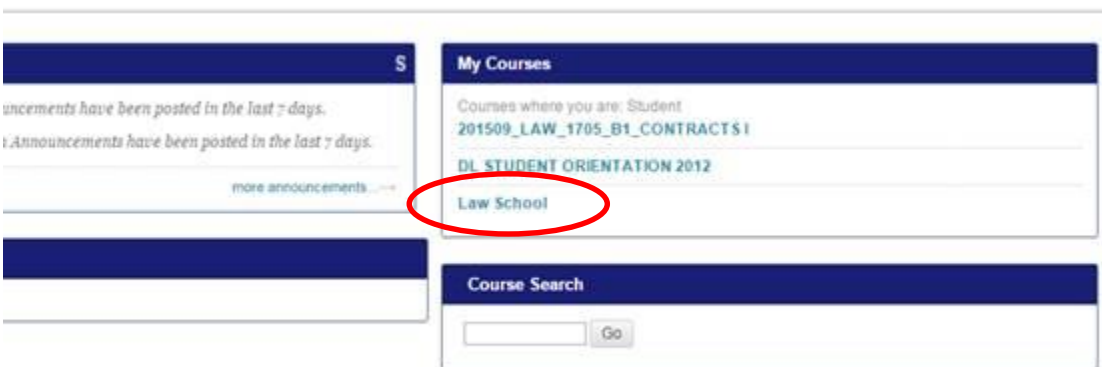 S
uncements have been posted in the last 7 days.
Announcements have been posted in the last 7 days.
more announcements...→
My Courses
Courses where you are: Student
201509_LAW_1705_B1_CONTRACTS I
DL STUDENT ORIENTATION 2012
Law School
Course Search
Go